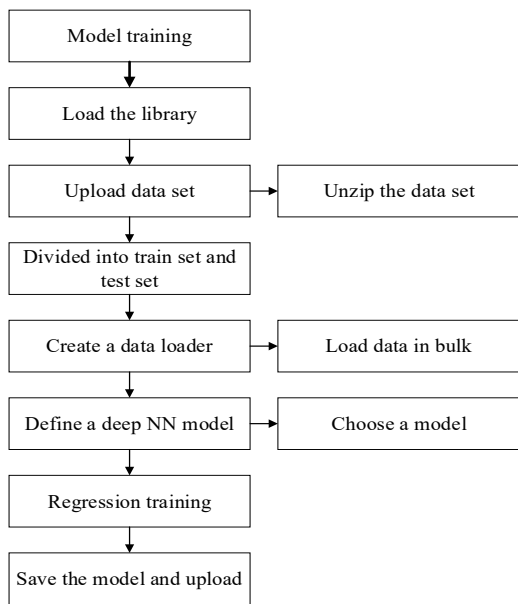 Model training
Load the library
Upload data set
Unzip the data set
Divided into train set and
test set
Create a data loader
Load data in bulk
Define a deep NN model
Choose a model
Regression training
Save the model and upload